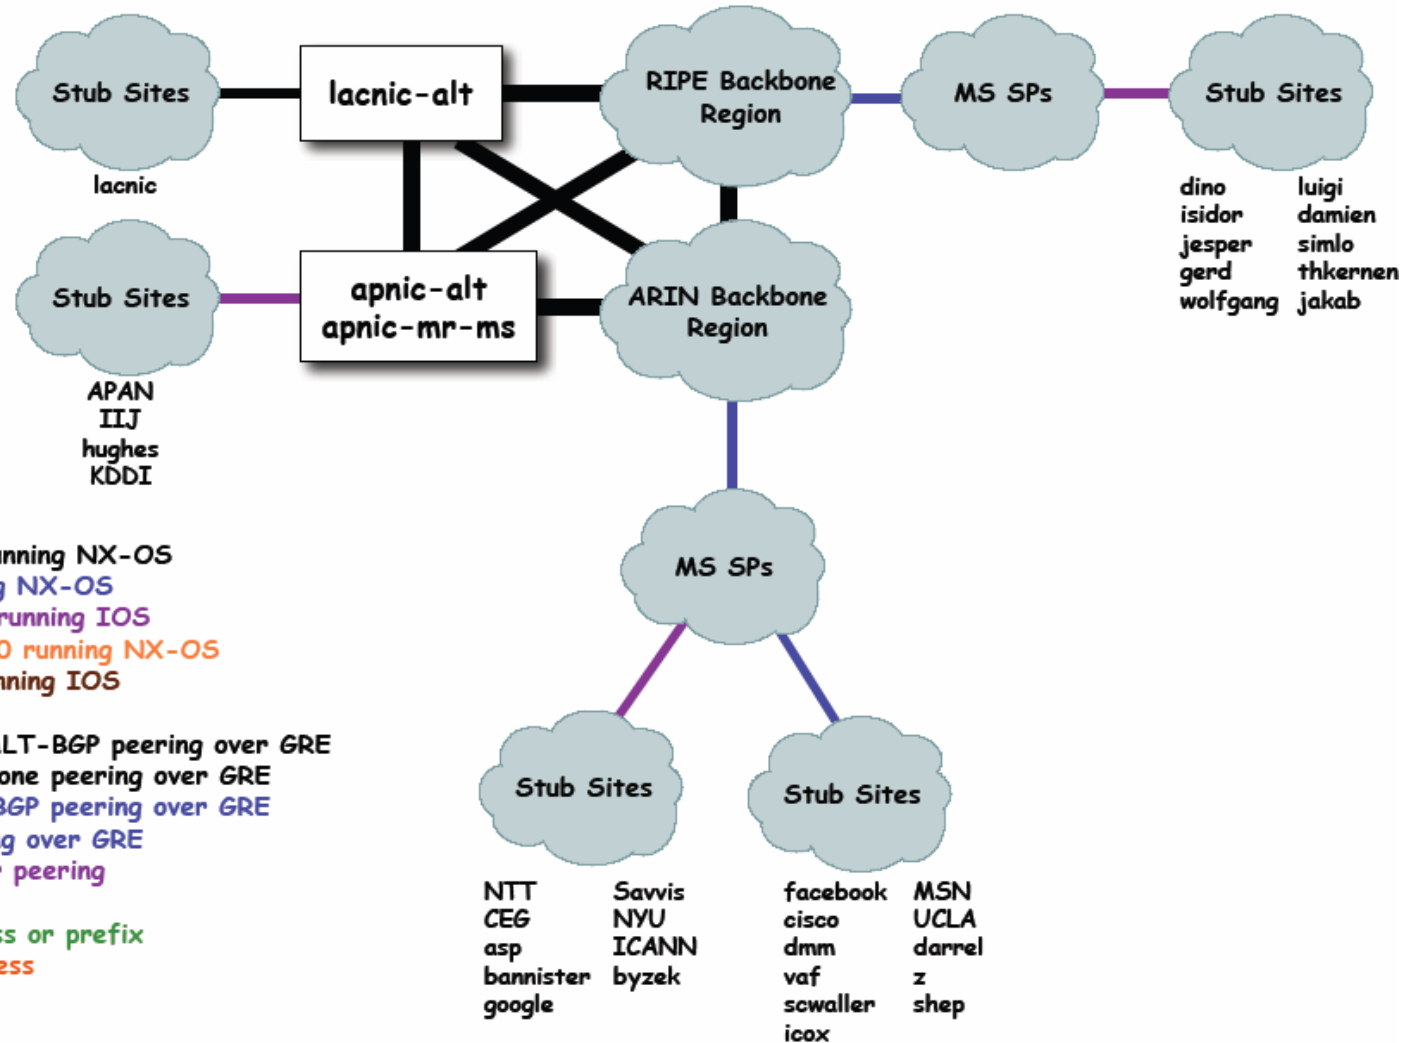 Stub Sites
lacnic-alt
RIPE Backbone
Region
MS SPs
Stub Sites
lacnic
dino luigi
isidor damien
jesper simlo
gerd thkernen
wolfgang jakab
Stub Sites
apnic-alt
apnic-mr-ms
ARIN Backbone
Region
APAN
IIJ
hughes
KDDI
MS SPs
running NX-OS
NX-OS
running IOS
0 running NX-OS
IOS
LT-BGP peering over GRE
one peering over GRE
BGP peering over GRE
over GRE
peering
or prefix
Stub Sites
Stub Sites
NTT Savvis
CEG NYU
asp ICANN
bannister byzek
google
facebook MSN
cisco UCLA
dmm darrel
vaf z
scwaller shep
icox